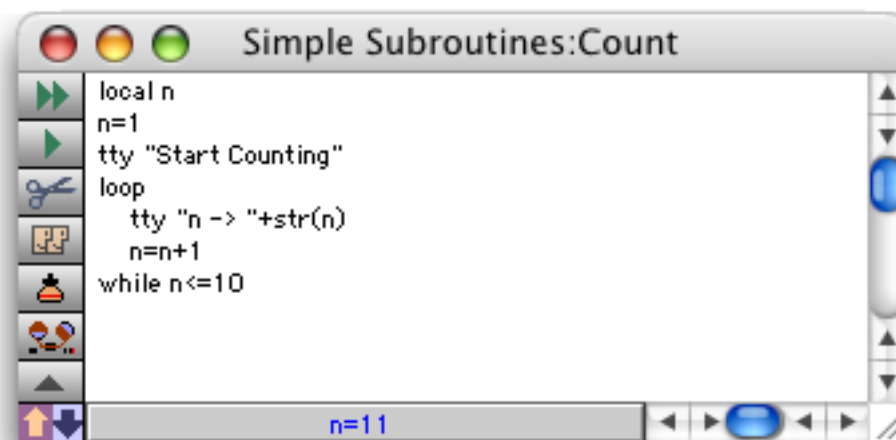 Simple Subroutines:Count
local n
n=1
tty "Start Counting"
loop
tty "n -> "+str(n)
n=n+1
while n<=10
n=11